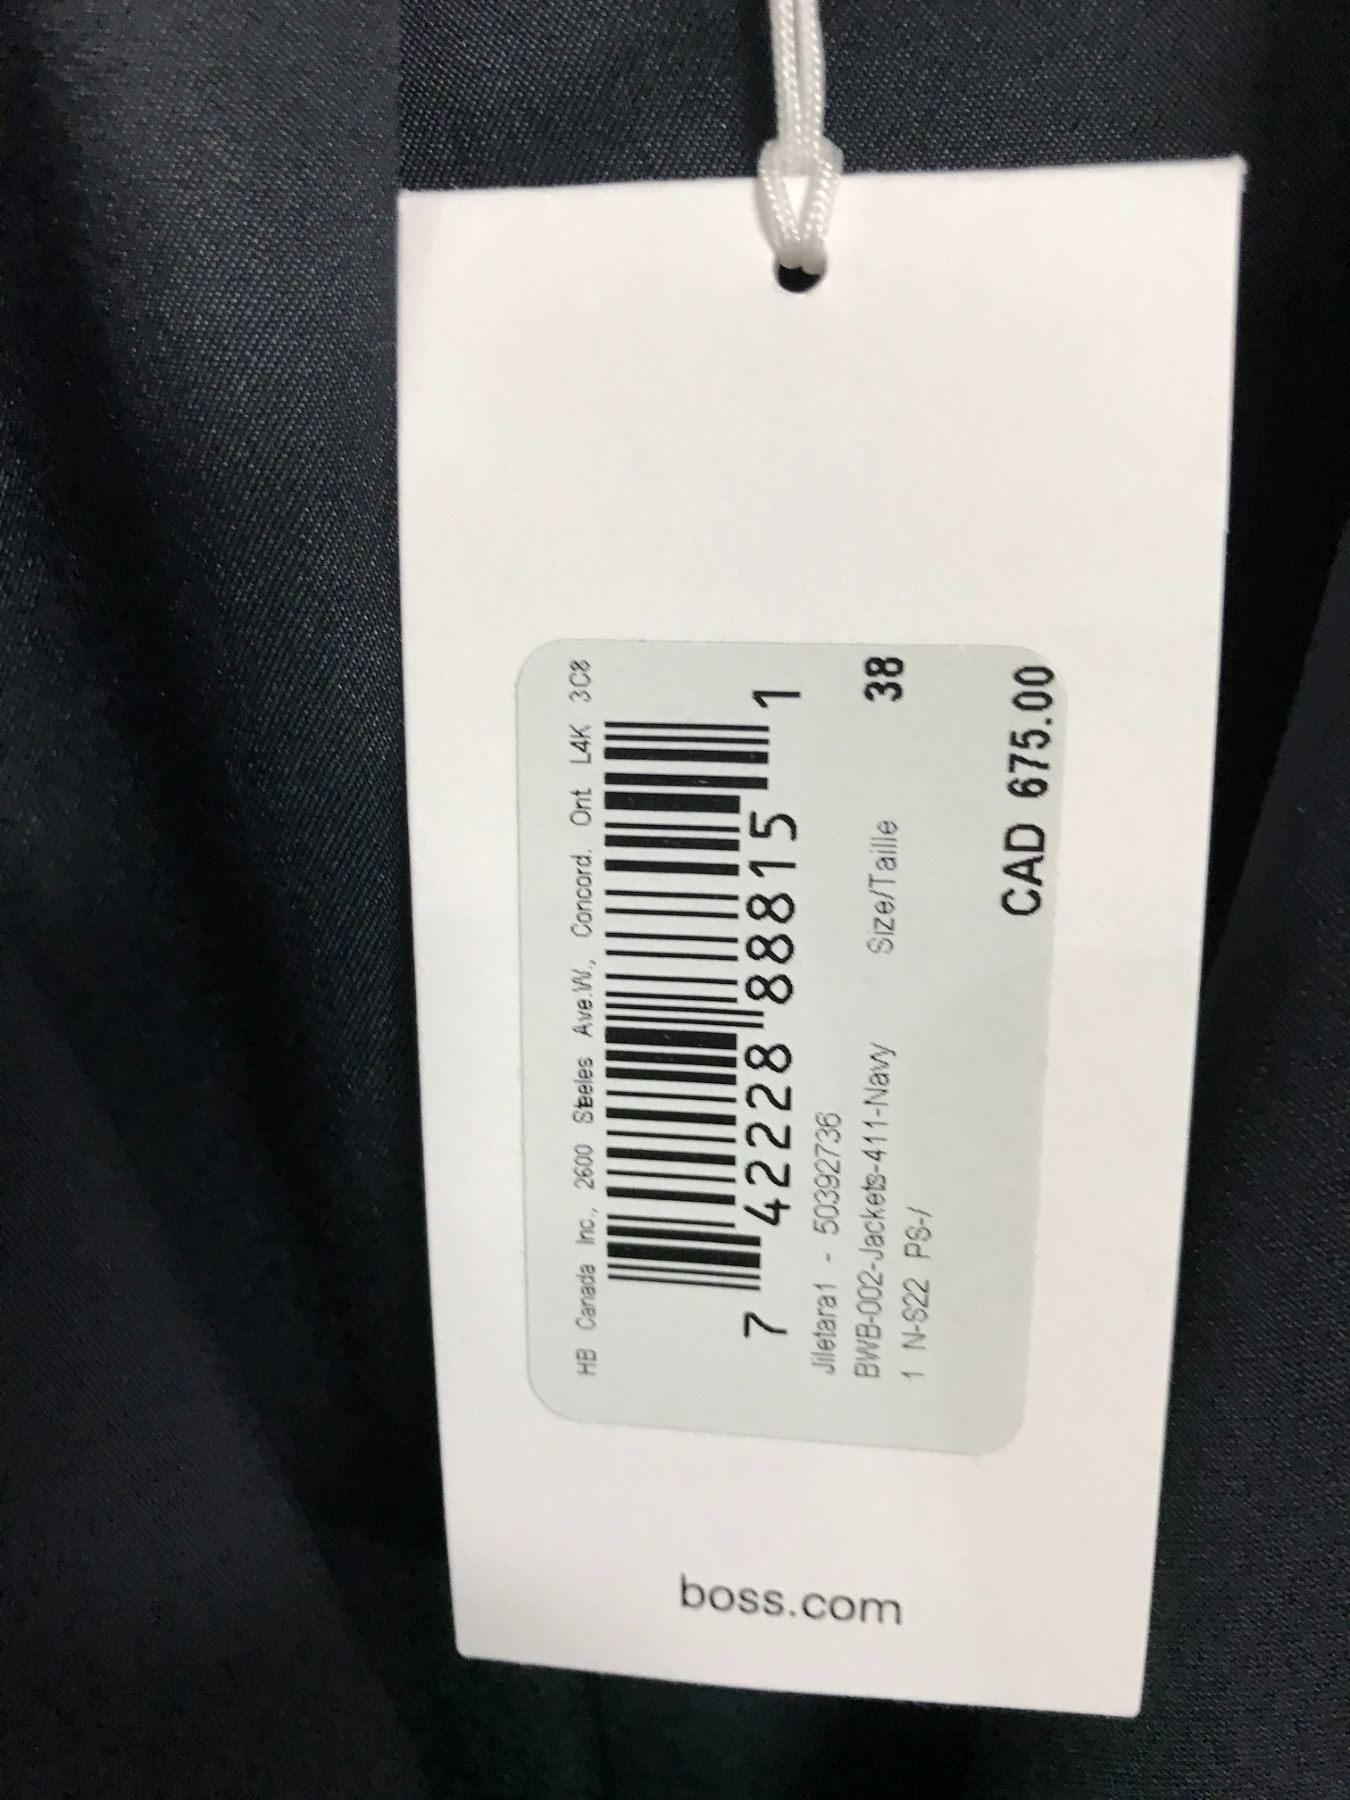 HB Canada Inc., 2600 Steeles Ave.W., Concord. Ont L4K 3C8
7 42228 88815 1
Jiletara1 - 50392736
BWB-002-Jackets-411-Navy Size/Taille 38
1 N-S22 PS-/
CAD 675.00
boss.com